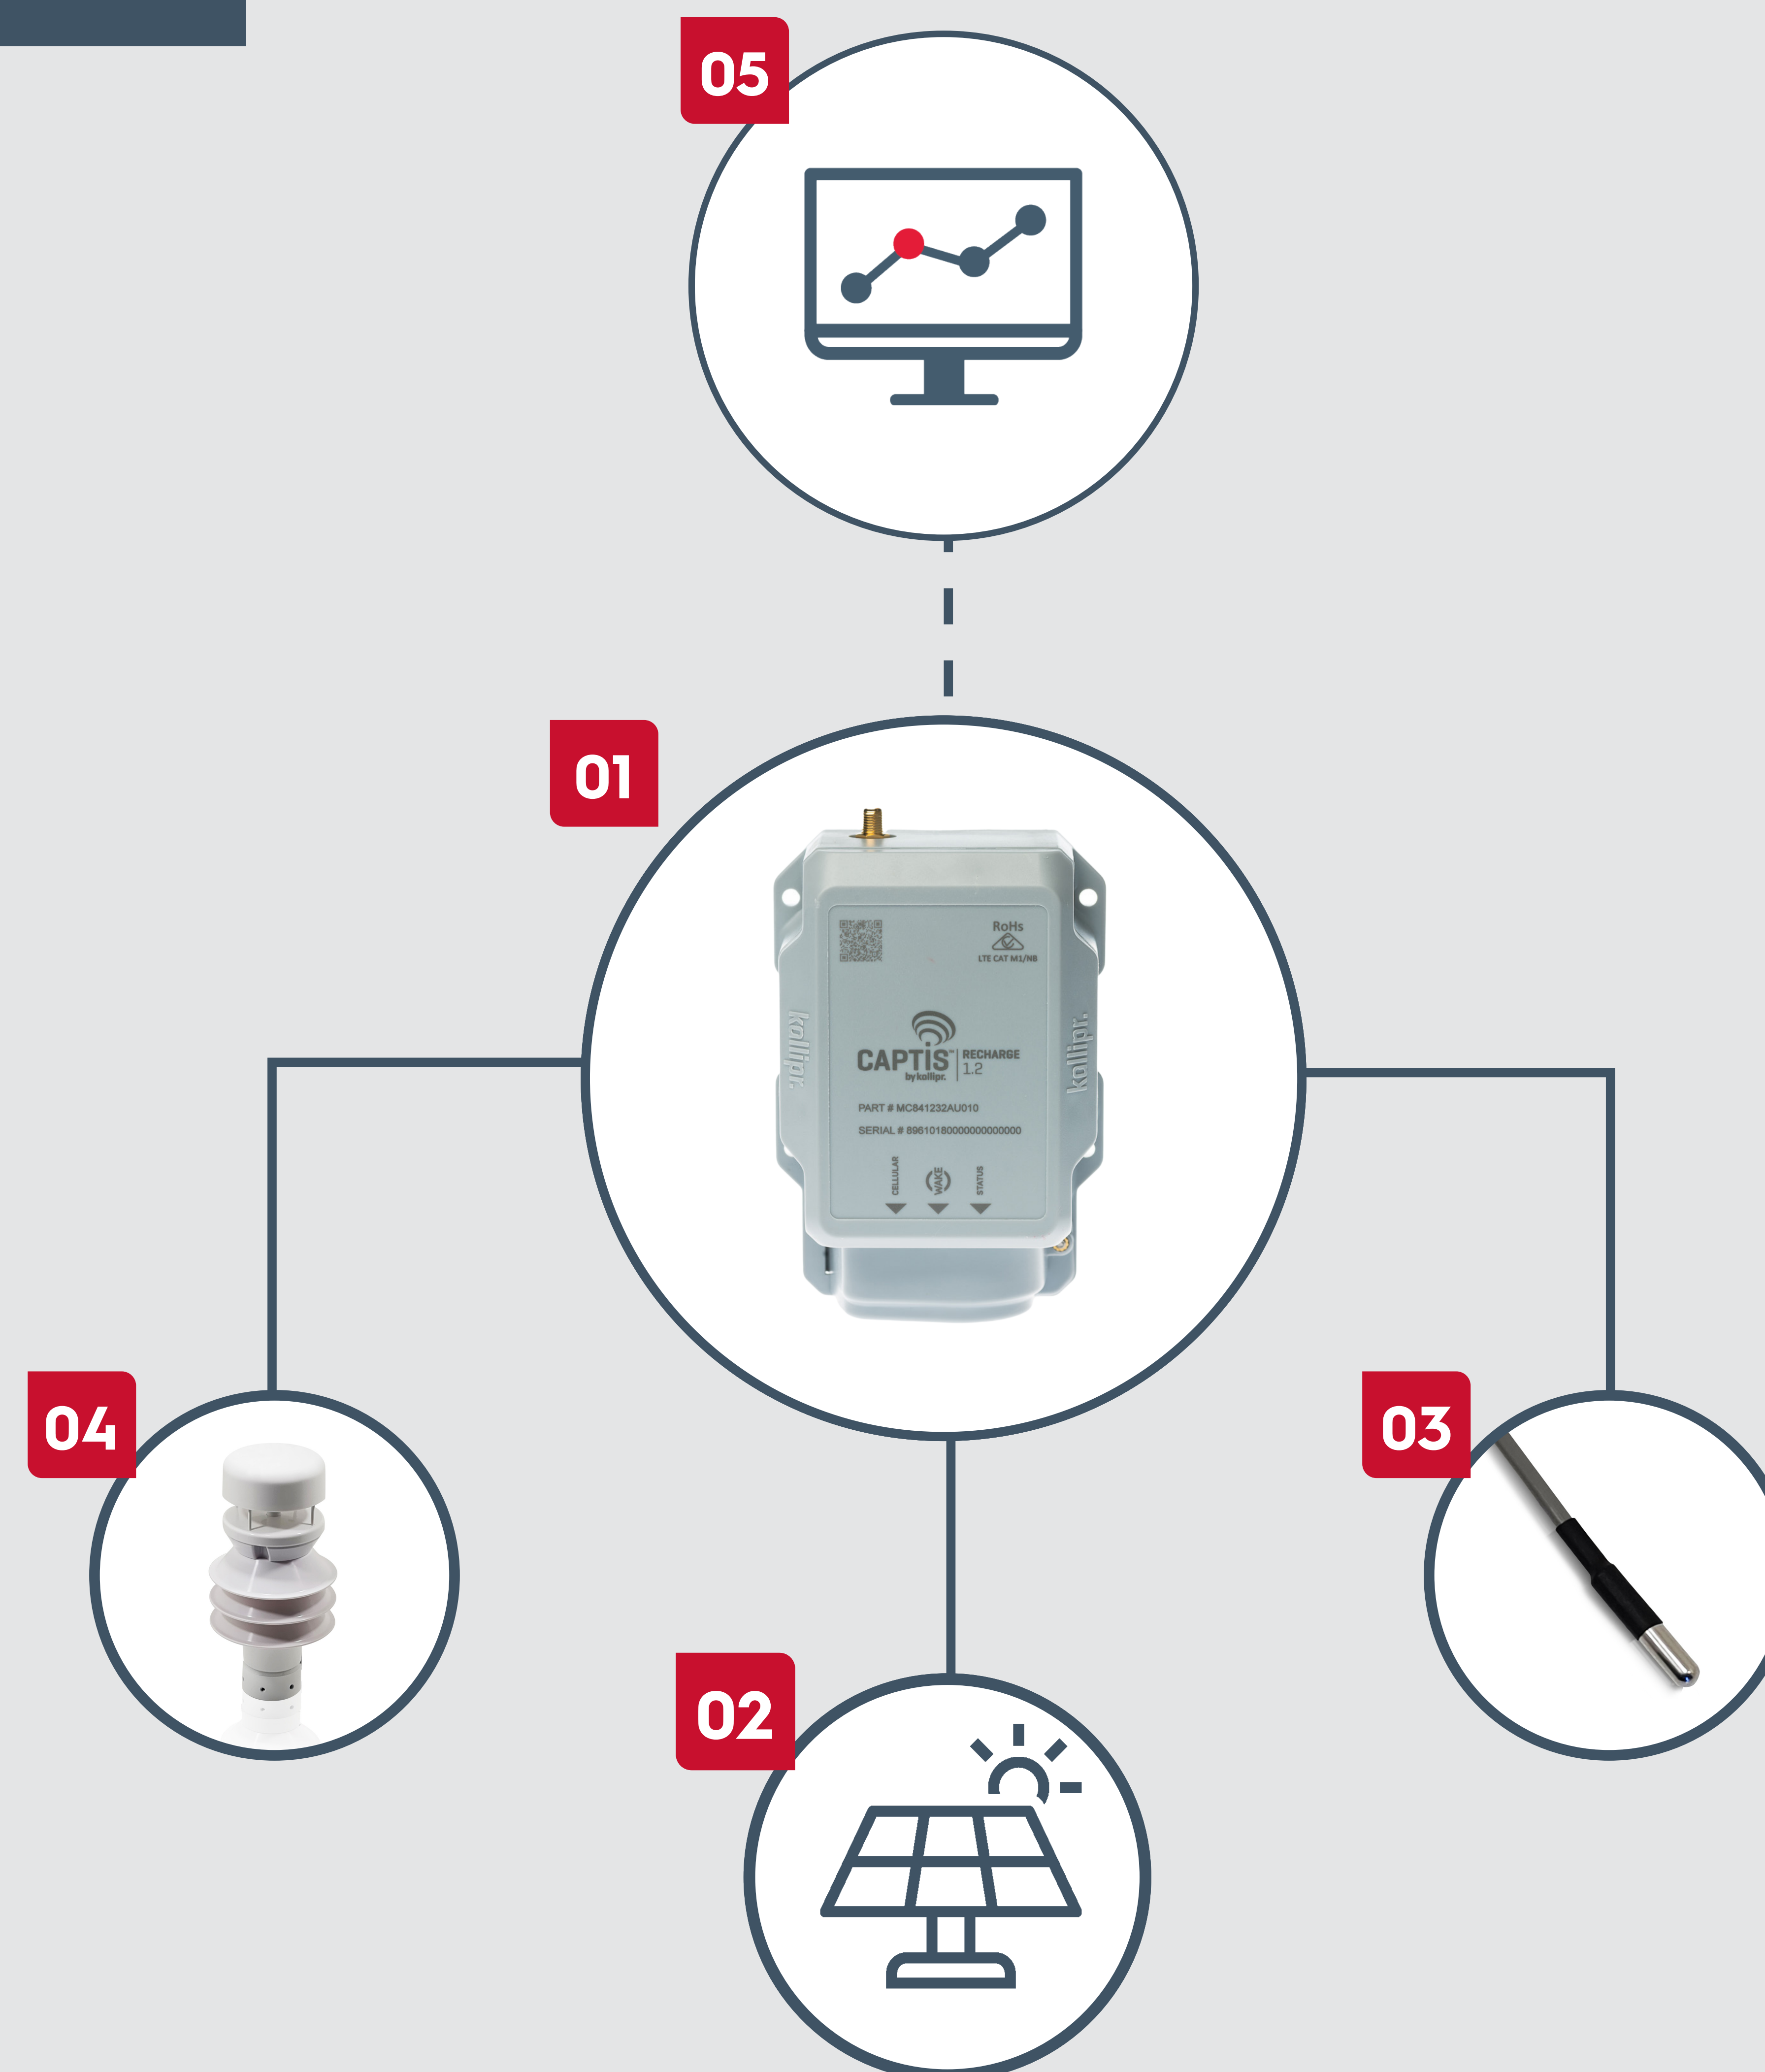 05
01
RoHs
LTE CAT M1/NB
kollipr.
kollipr.
CAPTIS™ RECHARGE
by kollipr. 1.2
PART # MC841232AU010
SERIAL # 89610180000000000000
CELLULAR
WAKE
STATUS
04
03
02